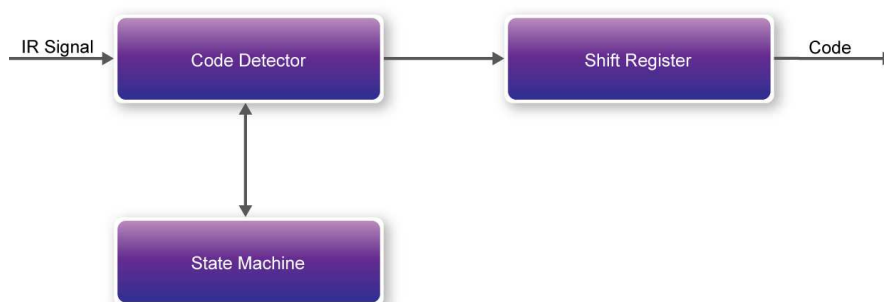 IR Signal
Code Detector
Shift Register
Code
State Machine